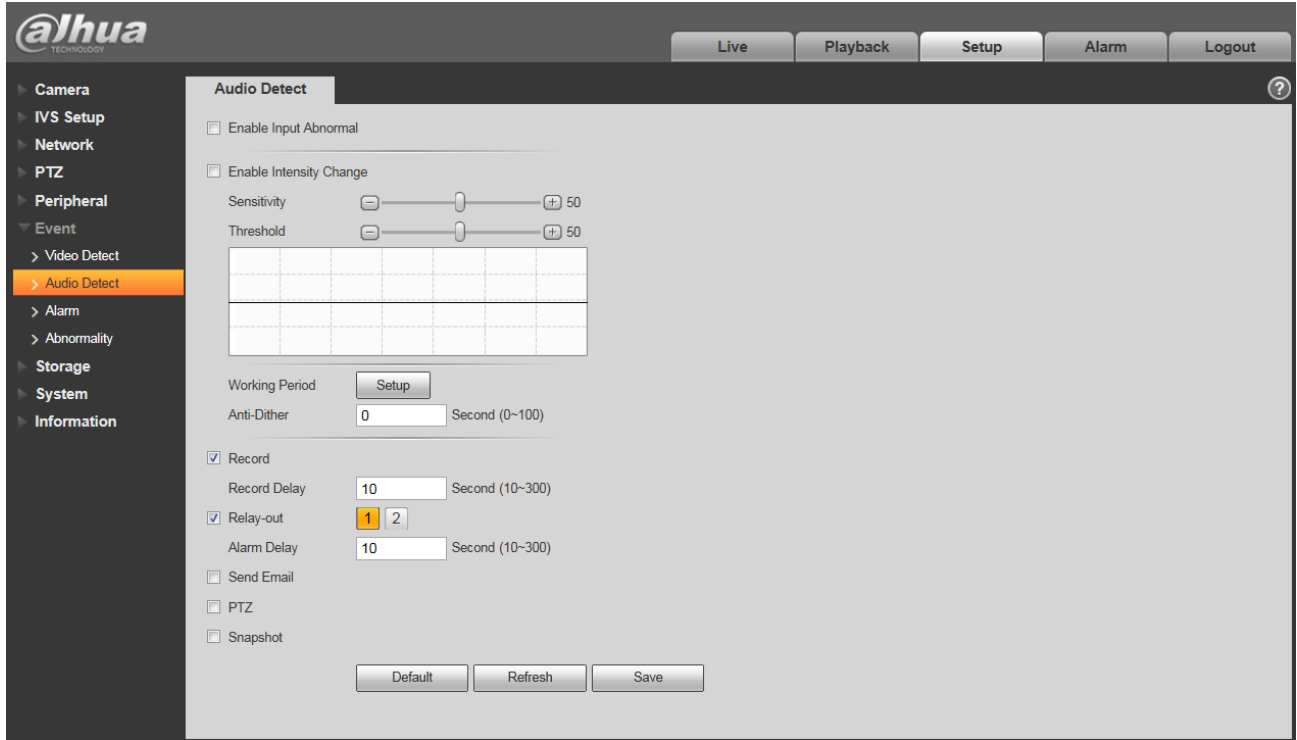 alhua
TECHNOLOGY
Live Playback Setup Alarm Logout
Camera
IVS Setup
Network
PTZ
Peripheral
Event
Video Detect
Audio Detect
Alarm
Abnormality
Storage
System
Information
Audio Detect ?
Enable Input Abnormal
Enable Intensity Change
Sensitivity 50
Threshold 50
Working Period Setup
Anti-Dither 0 Second (0~100)
Record
Record Delay 10 Second (10~300)
Relay-out 1 2
Alarm Delay 10 Second (10~300)
Send Email
PTZ
Snapshot
Default Refresh Save